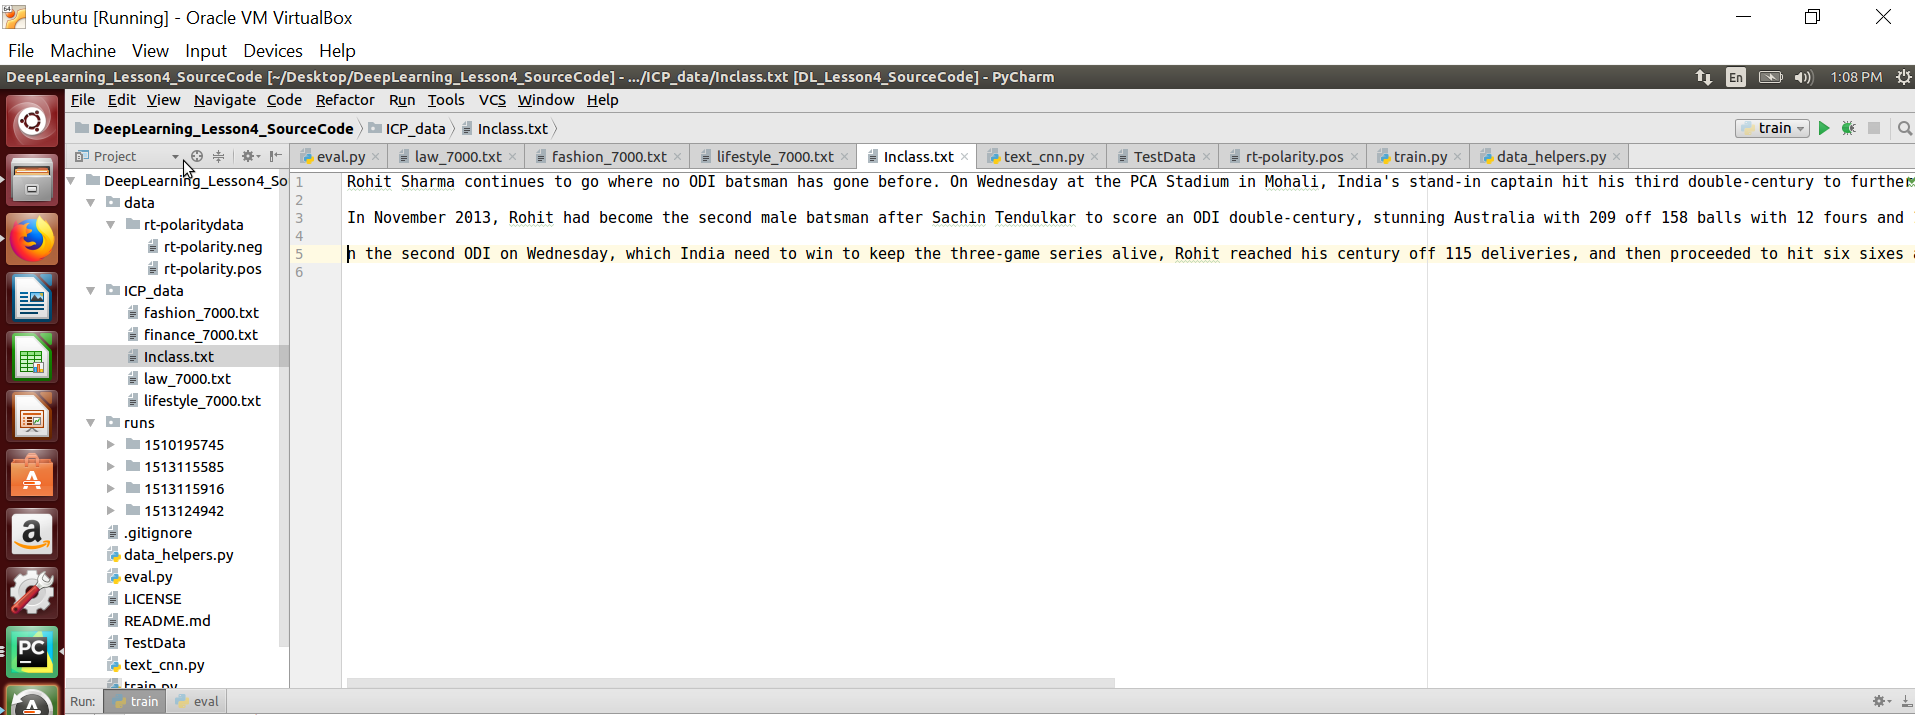 ubuntu [Running] - Oracle VM VirtualBox
File Machine View Input Devices Help
DeepLearning_Lesson4_SourceCode [~/Desktop/DeepLearning_Lesson4_SourceCode] - .../ICP_data/Inclass.txt [DL_Lesson4_SourceCode] - PyCharm
En 1:08 PM
File Edit View Navigate Code Refactor Run Tools VCS Window Help
DeepLearning_Lesson4_SourceCode ICP_data Inclass.txt train
Project
eval.py law_7000.txt fashion_7000.txt lifestyle_7000.txt Inclass.txt text_cnn.py TestData rt-polarity.pos train.py data_helpers.py
DeepLearning_Lesson4_So
data
rt-polaritydata
rt-polarity.neg
rt-polarity.pos
ICP_data
fashion_7000.txt
finance_7000.txt
Inclass.txt
law_7000.txt
lifestyle_7000.txt
runs
1510195745
1513115585
1513115916
1513124942
.gitignore
data_helpers.py
eval.py
LICENSE
README.md
TestData
text_cnn.py
train.py
1 Rohit Sharma continues to go where no ODI batsman has gone before. On Wednesday at the PCA Stadium in Mohali, India's stand-in captain hit his third double-century to further
2
3 In November 2013, Rohit had become the second male batsman after Sachin Tendulkar to score an ODI double-century, stunning Australia with 209 off 158 balls with 12 fours and
4
5 n the second ODI on Wednesday, which India need to win to keep the three-game series alive, Rohit reached his century off 115 deliveries, and then proceeded to hit six sixes
6
PC
Run: train eval